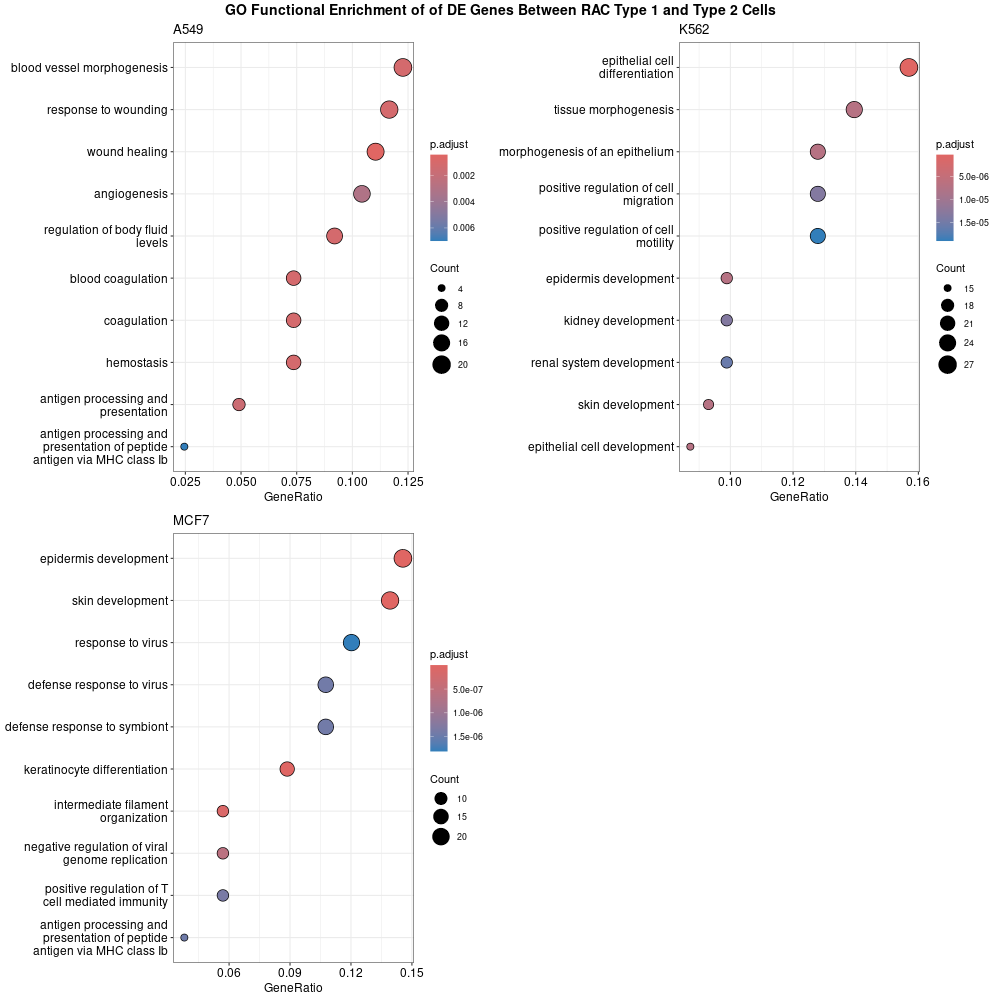 GO Functional Enrichment of of DE Genes Between RAC Type 1 and Type 2 Cells
A549
blood vessel morphogenesis
response to wounding
wound healing
angiogenesis
regulation of body fluid
levels
blood coagulation
coagulation
hemostasis
antigen processing and
presentation
antigen processing and
presentation of peptide
antigen via MHC class Ib
0.025 0.050 0.075 0.100 0.125
GeneRatio
p.adjust
0.002
0.004
0.006
Count
4
8
12
16
20
K562
epithelial cell
differentiation
tissue morphogenesis
morphogenesis of an epithelium
positive regulation of cell
migration
positive regulation of cell
motility
epidermis development
kidney development
renal system development
skin development
epithelial cell development
0.10 0.12 0.14 0.16
GeneRatio
p.adjust
5.0e-06
1.0e-05
1.5e-05
Count
15
18
21
24
27
MCF7
epidermis development
skin development
response to virus
defense response to virus
defense response to symbiont
keratinocyte differentiation
intermediate filament
organization
negative regulation of viral
genome replication
positive regulation of T
cell mediated immunity
antigen processing and
presentation of peptide
antigen via MHC class Ib
0.06 0.09 0.12 0.15
GeneRatio
p.adjust
5.0e-07
1.0e-06
1.5e-06
Count
10
15
20